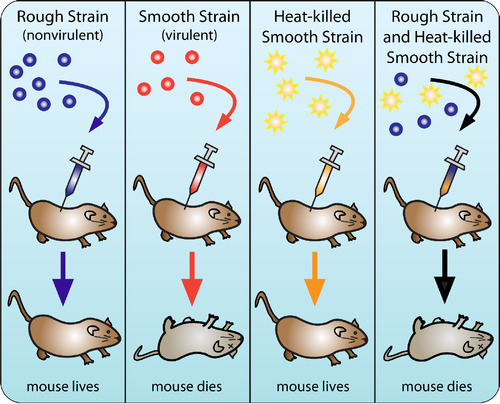 Rough Strain
(nonvirulent)
Smooth Strain
(virulent)
Heat-killed
Smooth Strain
Rough Strain
and Heat-killed
Smooth Strain
mouse lives
mouse dies
mouse lives
mouse dies